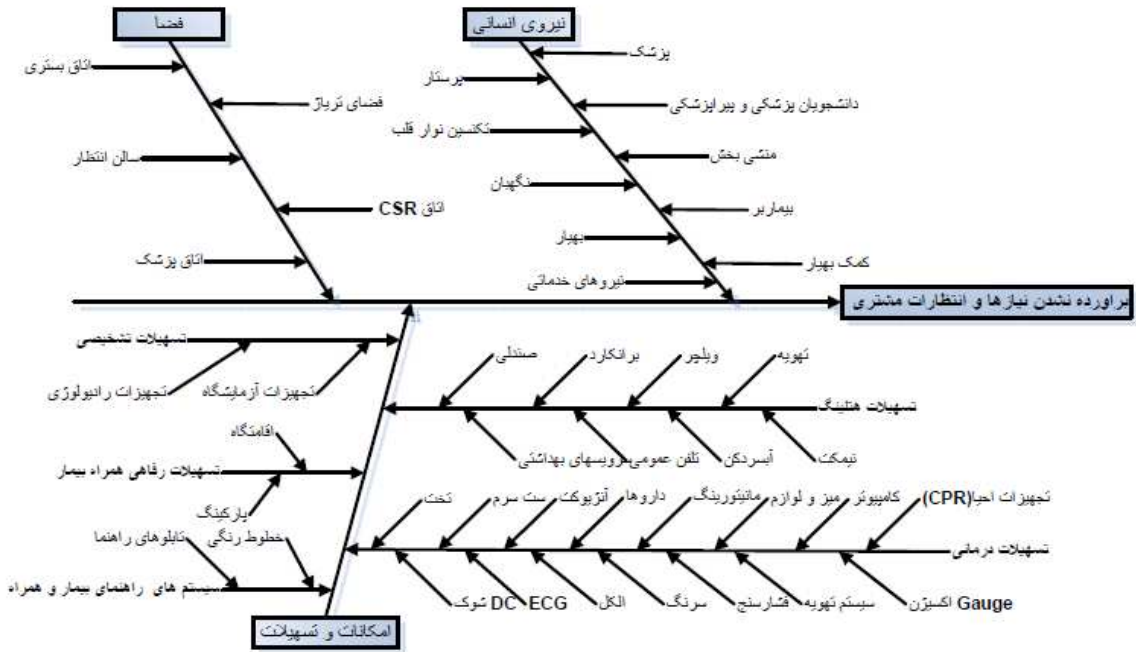 نیروی انسانی
پزشک
پرستار
دانشجویان پزشکی و پیراپزشکی
تکنسین نوار قلب
منشی بخش
نگهبان
بیماربر
بهیار
کمک بهیار
نیروهای خدماتی
فضا
اتاق بستری
فضای تریاژ
سالن انتظار
اتاق CSR
اتاق پزشک
براورده نشدن نیازها و انتظارات مشتری
تسهیلات هتلینگ
تهویه
ویلچر
برانکارد
صندلی
نیمکت
آبسردکن
تلفن عمومی
سرویسهای بهداشتی
تسهیلات درمانی
تجهیزات احیا(CPR)
کامپیوتر
میز و لوازم
مانیتورینگ
داروها
آنژیوکت
ست سرم
تخت
Gauge اکسیژن
سیستم تهویه
فشارسنج
سرنگ
الکل
ECG
DC شوک
تسهیلات تشخیصی
تجهیزات آزمایشگاه
تجهیزات رادیولوژی
تسهیلات رفاهی همراه بیمار
اقامتگاه
پارکینگ
سیستم های راهنمای بیمار و همراه
خطوط رنگی
تابلوهای راهنما
امکانات و تسهیلات